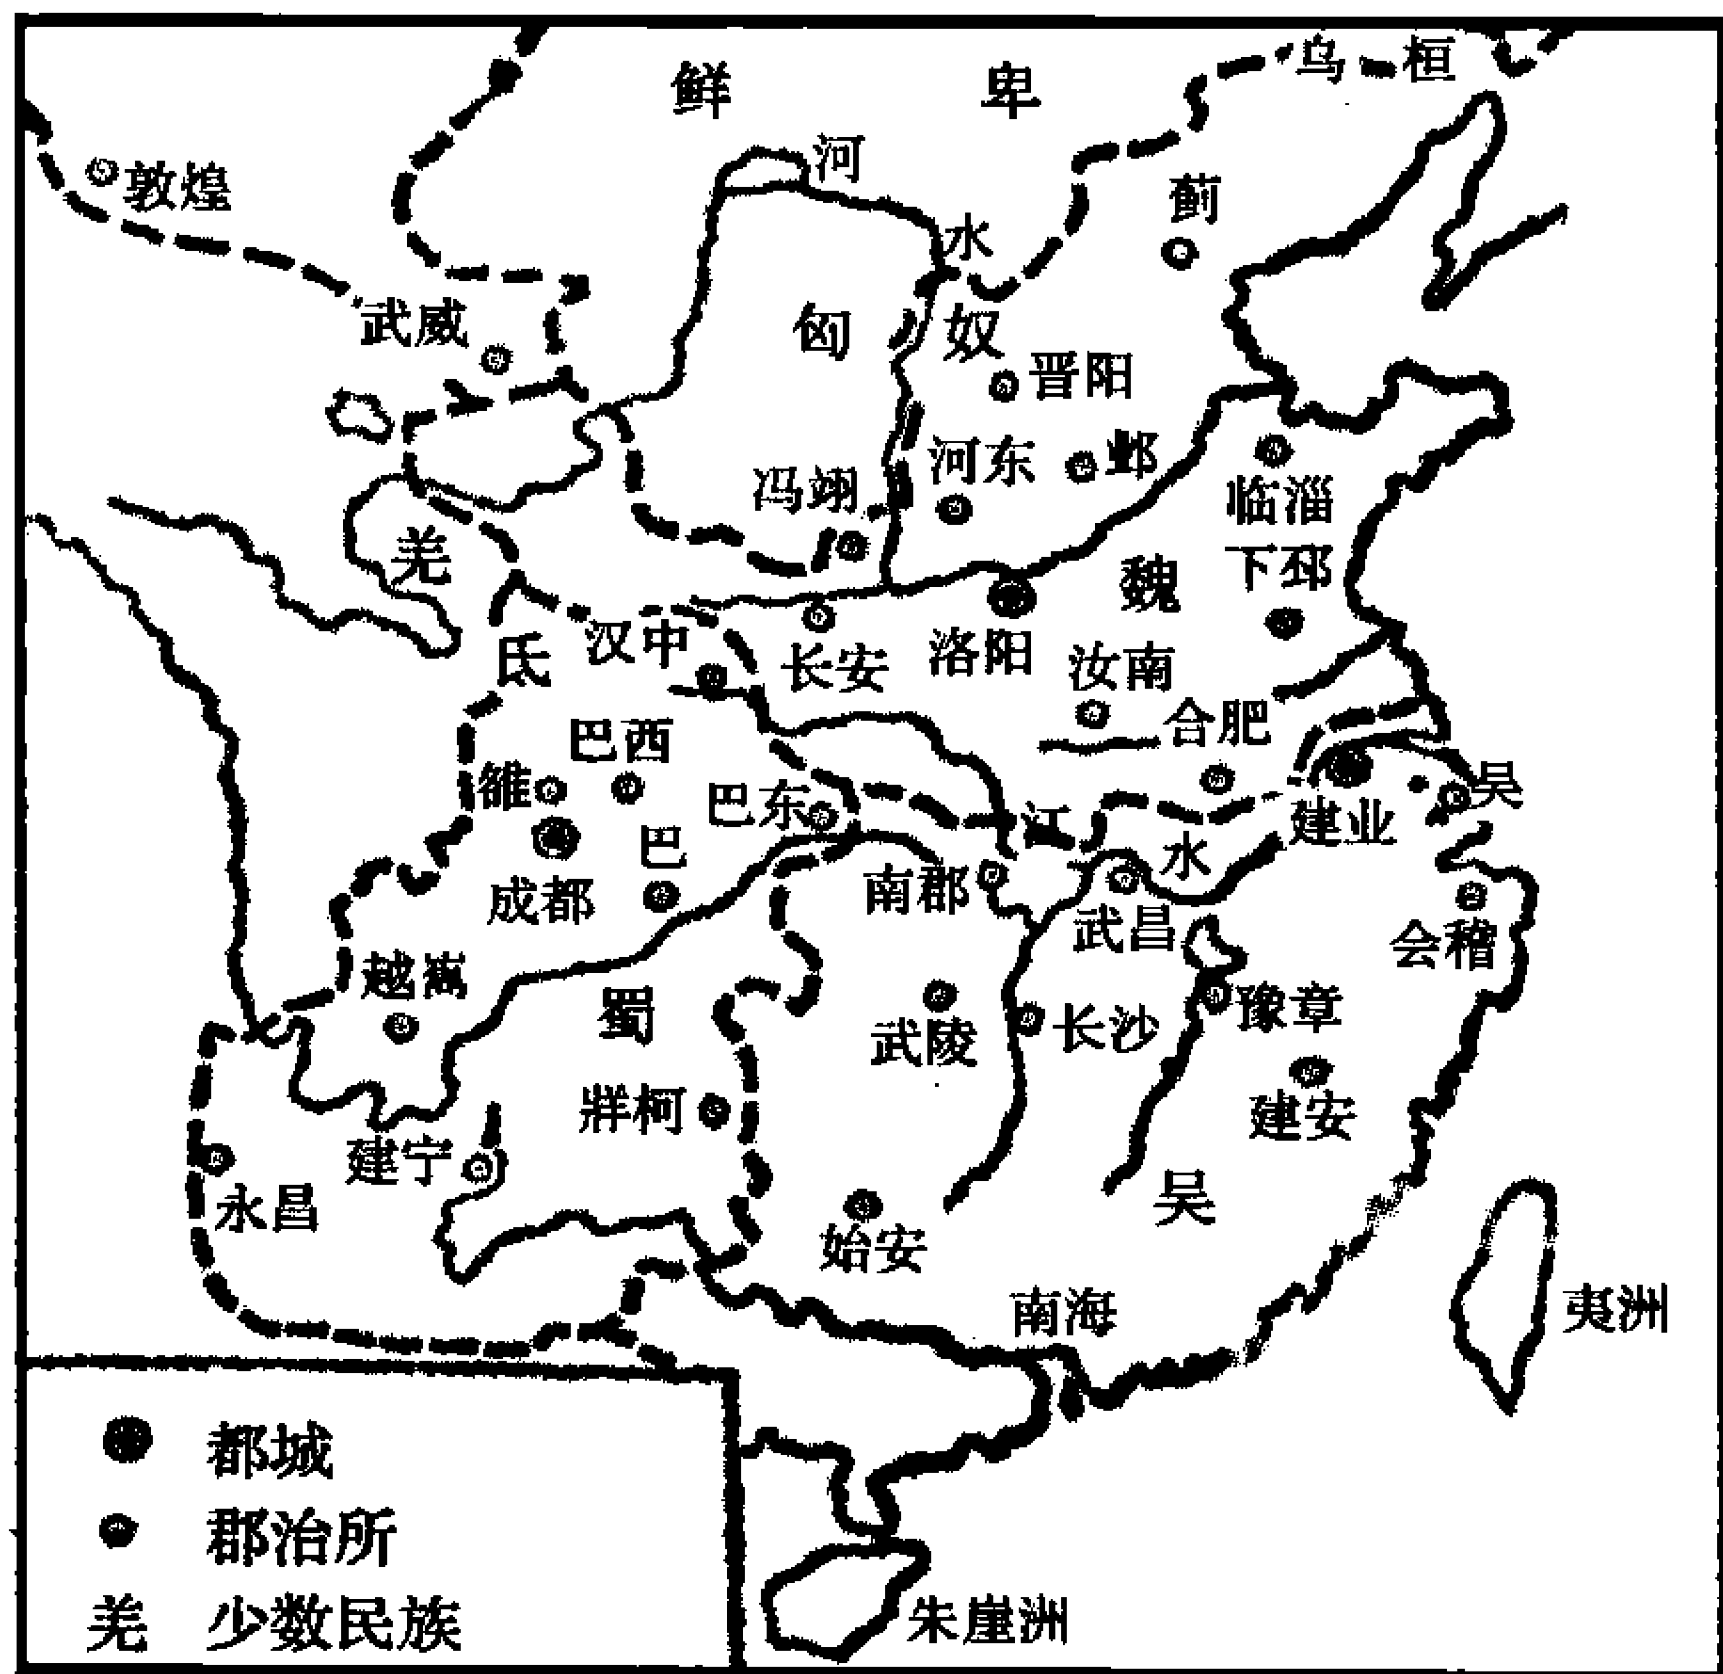 乌桓
鲜卑
河
敦煌
蓟
水
武威
匈奴
晋阳
河东
邺
冯翊
临淄
羌
下邳
魏
汉中
氐
长安
洛阳
汝南
合肥
巴西
雒
巴东
吴
江
建业
巴
水
成都
南郡
武昌
会稽
越嶲
蜀
豫章
武陵
长沙
牂柯
建安
建宁
永昌
吴
始安
南海
夷洲
都城
郡治所
羌 少数民族
朱崖洲